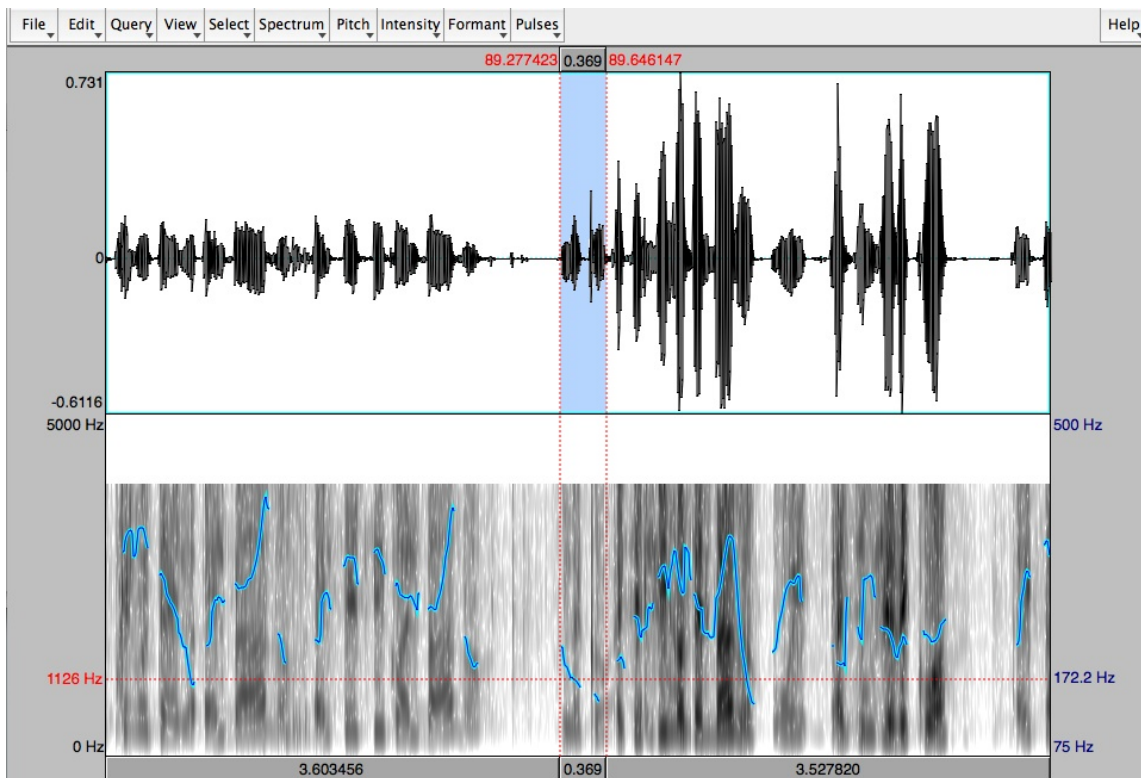 File Edit Query View Select Spectrum Pitch Intensity Formant Pulses Help
89.277423 0.369 89.646147
0.731
0
-0.6116
5000 Hz 500 Hz
1126 Hz 172.2 Hz
0 Hz 75 Hz
3.603456 0.369 3.527820